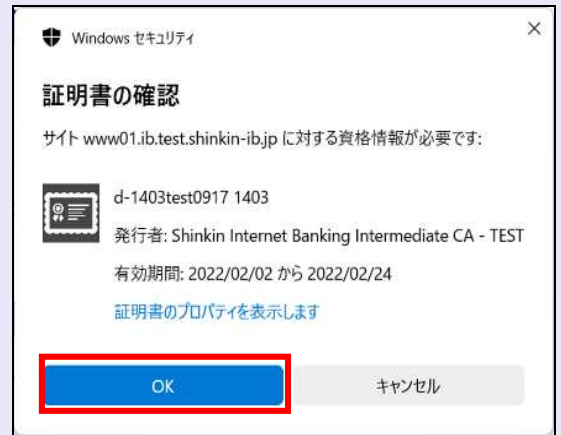 Windows セキュリティ
証明書の確認
サイト www01.ib.test.shinkin-ib.jp に対する資格情報が必要です:
d-1403test0917 1403
発行者: Shinkin Internet Banking Intermediate CA - TEST
有効期間: 2022/02/02 から 2022/02/24
証明書のプロパティを表示します
OK
キャンセル